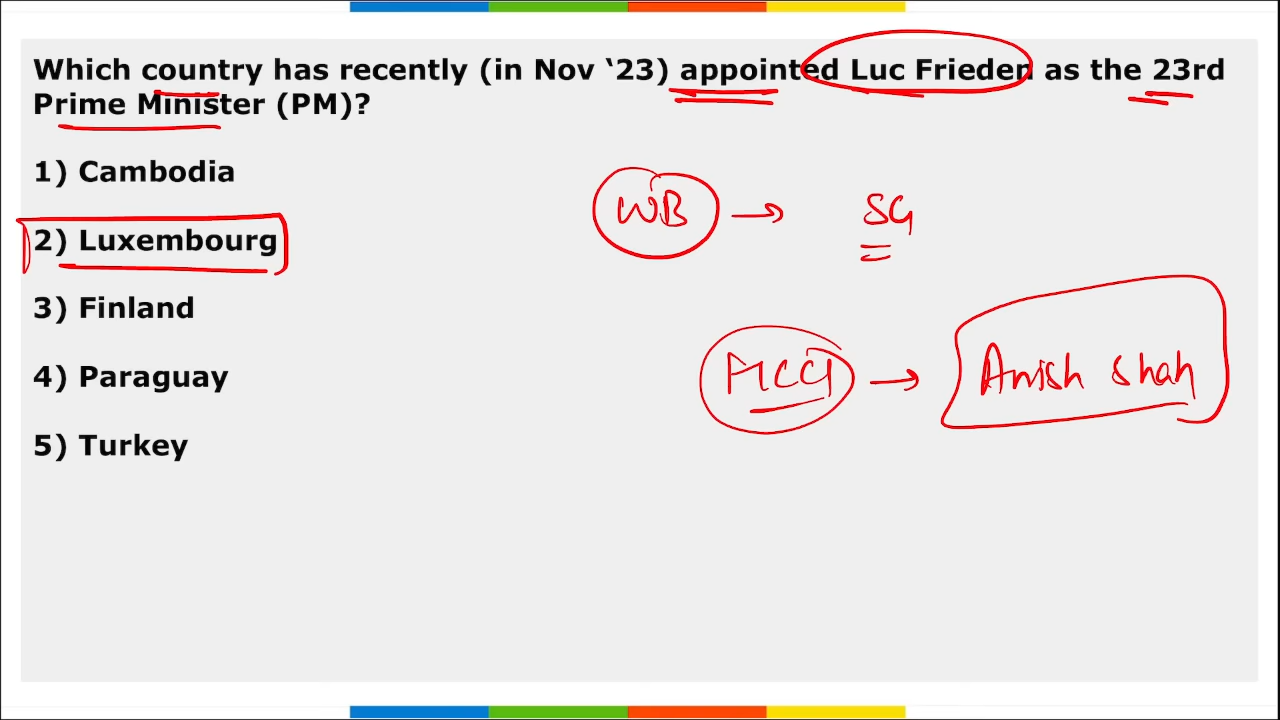 Which country has recently (in Nov ‘23) appointed Luc Frieden as the 23rd
Prime Minister (PM)?
1) Cambodia
WB → SG
2) Luxembourg
3) Finland
FICCI → Anish Shah
4) Paraguay
5) Turkey